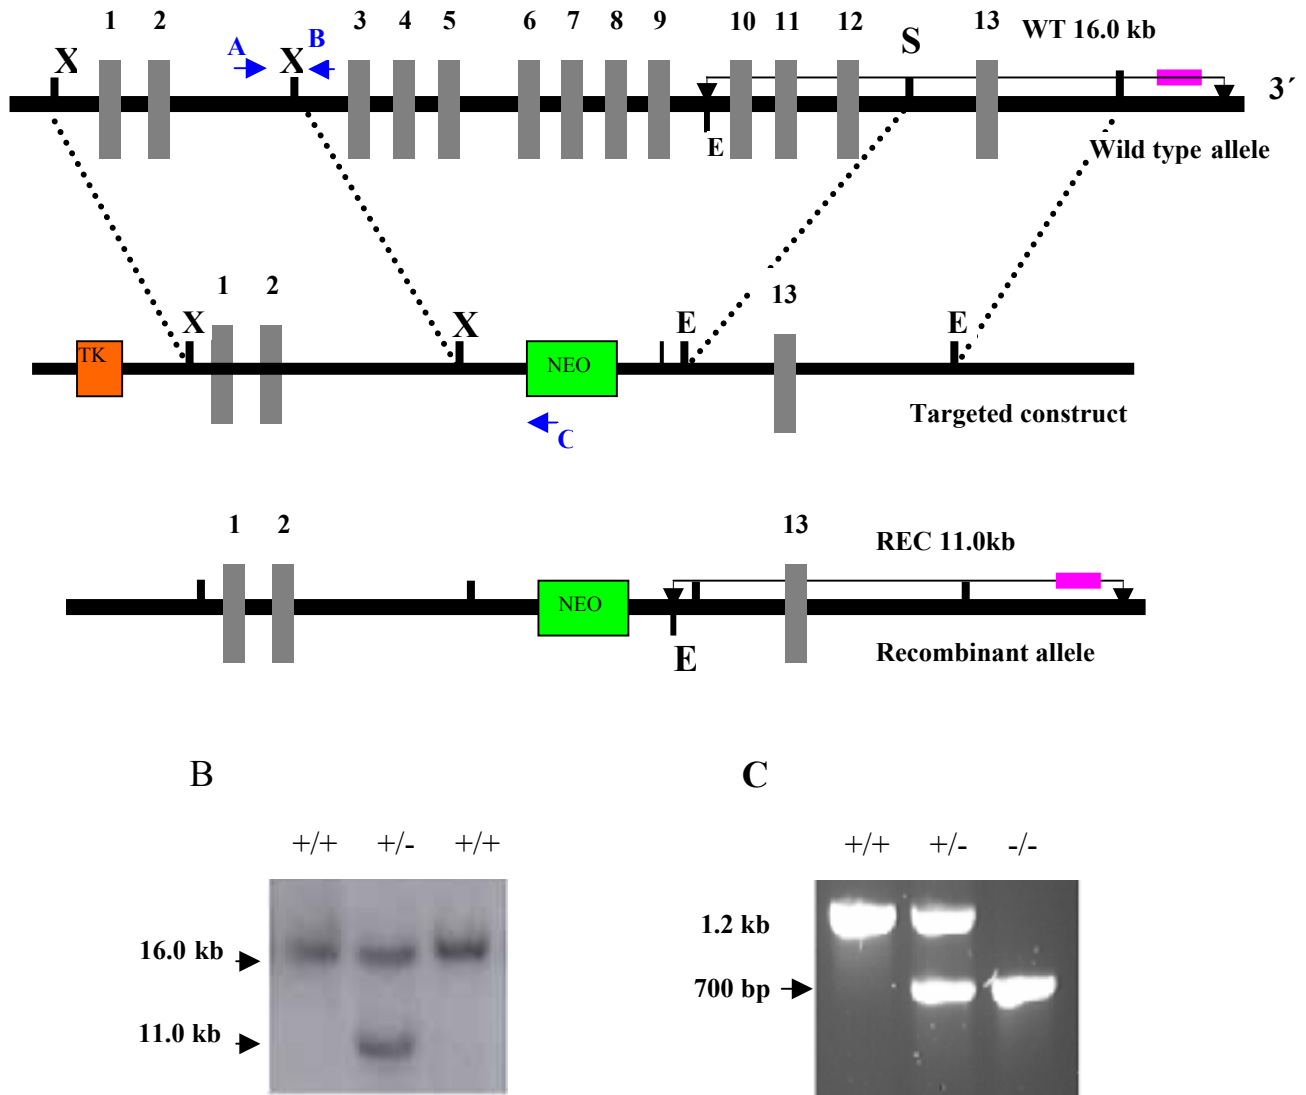 1 2 3 4 5 6 7 8 9 10 11 12 13
WT 16.0 kb
X A X B S
3´
E
Wild type allele
1 2 13
X X E E
TK NEO
C
Targeted construct
1 2 13
REC 11.0kb
NEO
E
Recombinant allele
B
+/+ +/- +/+
16.0 kb
11.0 kb
C
+/+ +/- -/-
1.2 kb
700 bp